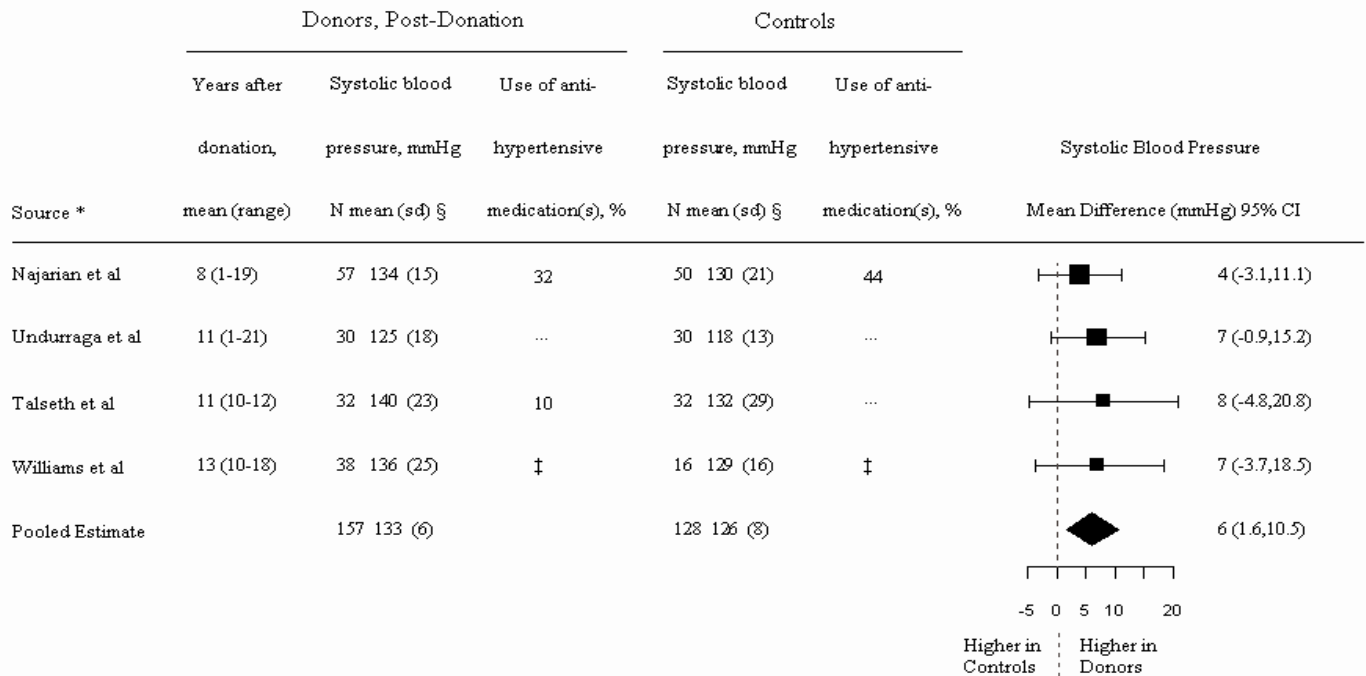 Donors, Post-Donation Controls
Years after Systolic blood Use of anti- Systolic blood Use of anti-
donation, pressure, mmHg hypertensive pressure, mmHg hypertensive Systolic Blood Pressure
Source * mean (range) N mean (sd) § medication(s), % N mean (sd) § medication(s), % Mean Difference (mmHg) 95% CI
Najarian et al 8 (1-19) 57 134 (15) 32 50 130 (21) 44 4 (-3.1,11.1)
Undurraga et al 11 (1-21) 30 125 (18) ... 30 118 (13) ... 7 (-0.9,15.2)
Talseth et al 11 (10-12) 32 140 (23) 10 32 132 (29) ... 8 (-4.8,20.8)
Williams et al 13 (10-18) 38 136 (25) ‡ 16 129 (16) ‡ 7 (-3.7,18.5)
Pooled Estimate 157 133 (6) 128 126 (8) 6 (1.6,10.5)
-5 0 5 10 20
Higher in Higher in
Controls Donors